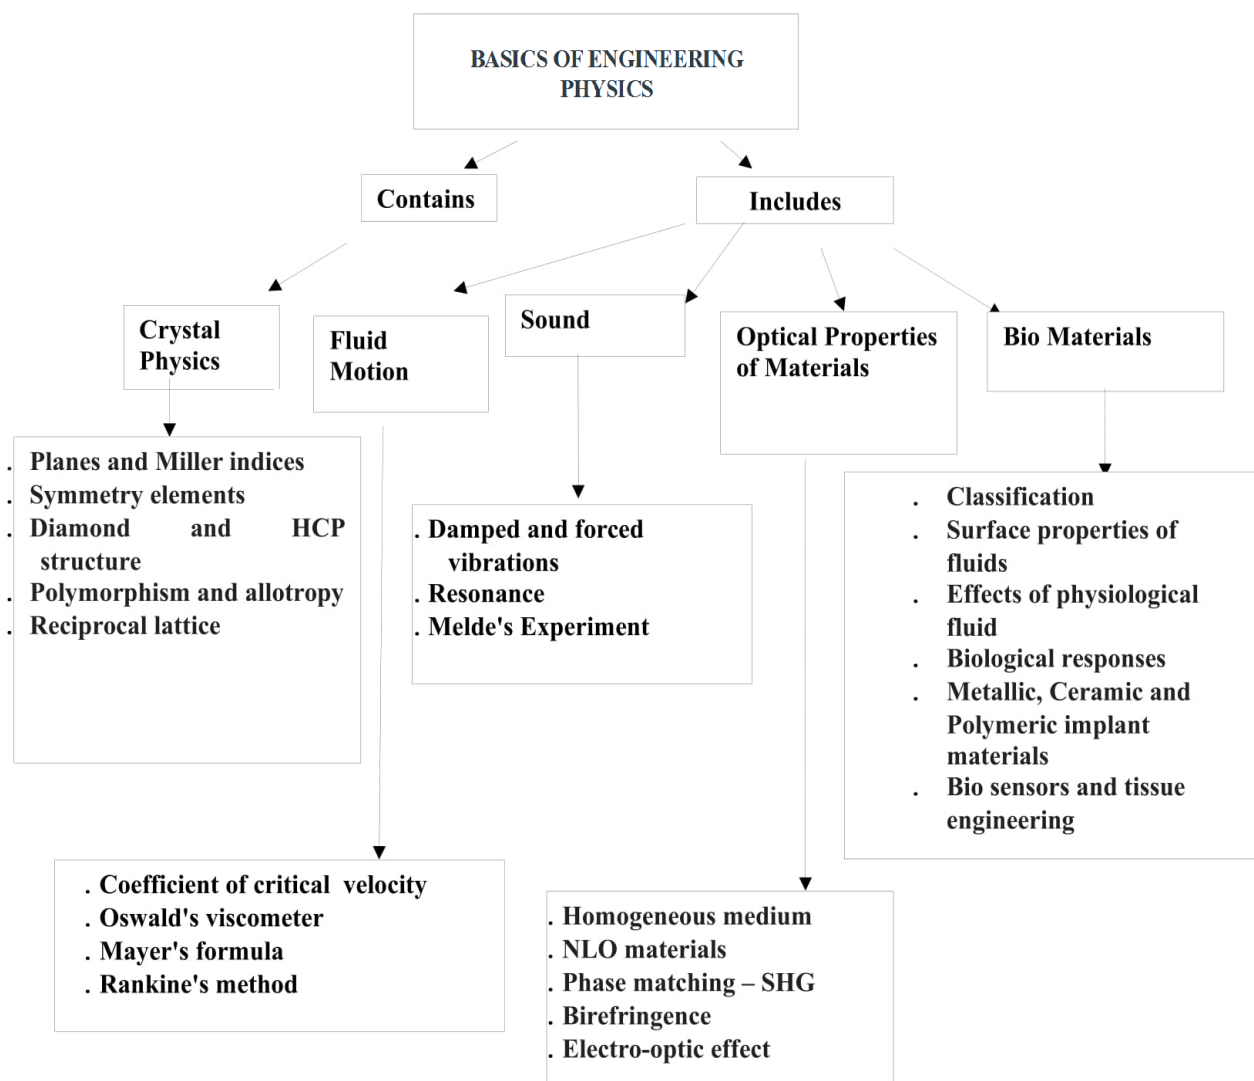 BASICS OF ENGINEERING
PHYSICS
Contains
Includes
Crystal
Physics
Fluid
Motion
Sound
Optical Properties
of Materials
Bio Materials
. Planes and Miller indices
. Symmetry elements
. Diamond and HCP
structure
. Polymorphism and allotropy
. Reciprocal lattice
. Damped and forced
vibrations
. Resonance
. Melde's Experiment
. Classification
. Surface properties of
fluids
. Effects of physiological
fluid
. Biological responses
. Metallic, Ceramic and
Polymeric implant
materials
. Bio sensors and tissue
engineering
. Coefficient of critical velocity
. Oswald's viscometer
. Mayer's formula
. Rankine's method
. Homogeneous medium
. NLO materials
. Phase matching – SHG
. Birefringence
. Electro-optic effect